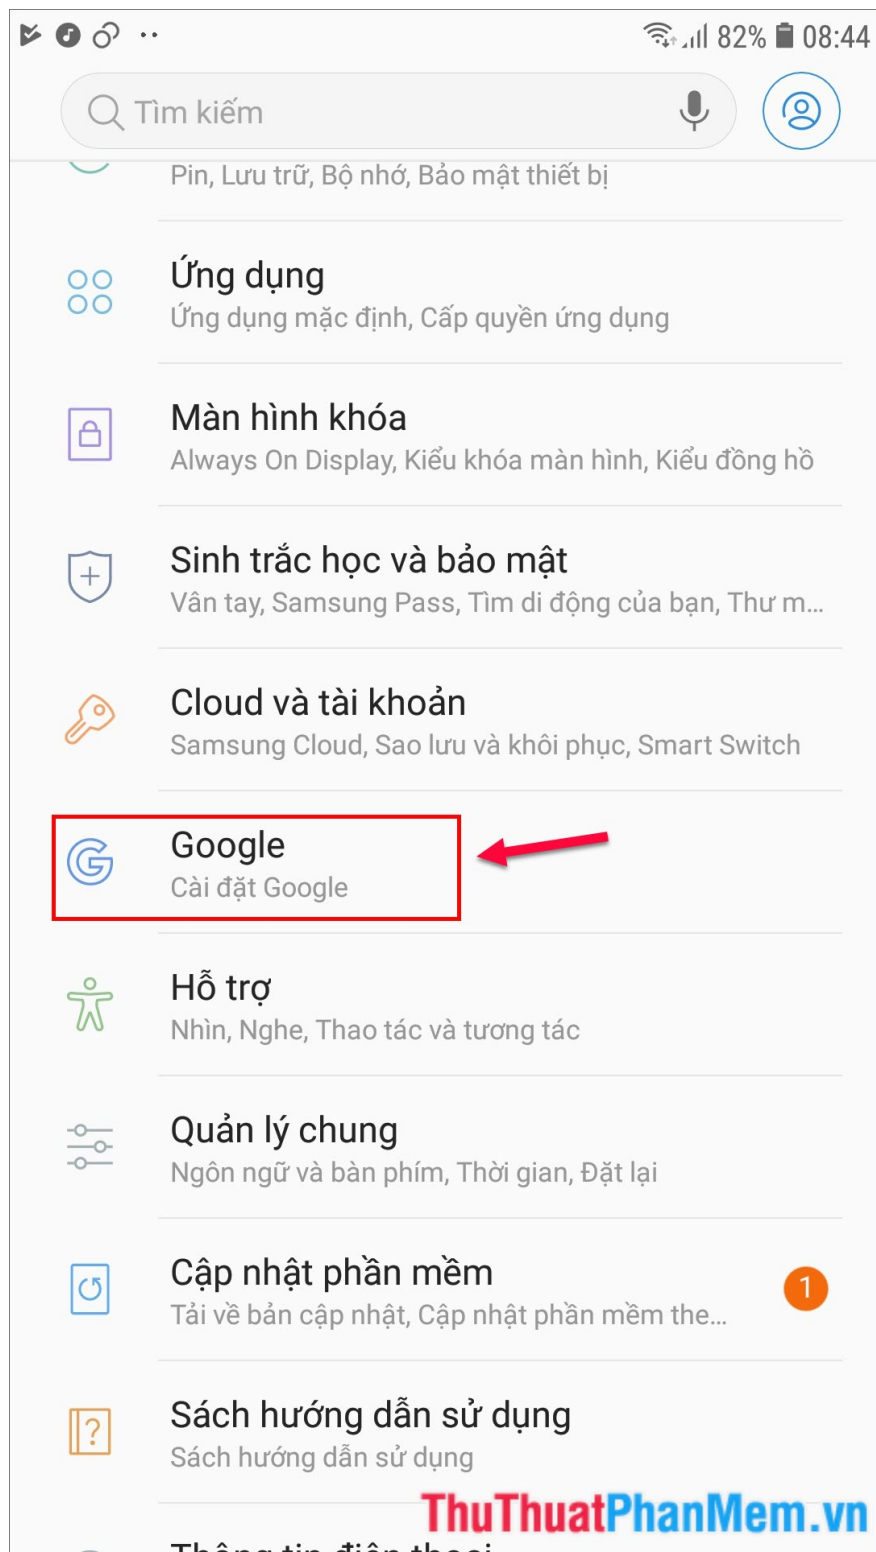 82% 08:44
Tìm kiếm
Pin, Lưu trữ, Bộ nhớ, Bảo mật thiết bị
Ứng dụng
Ứng dụng mặc định, Cấp quyền ứng dụng
Màn hình khóa
Always On Display, Kiểu khóa màn hình, Kiểu đồng hồ
Sinh trắc học và bảo mật
Vân tay, Samsung Pass, Tìm di động của bạn, Thư m...
Cloud và tài khoản
Samsung Cloud, Sao lưu và khôi phục, Smart Switch
Google
Cài đặt Google
Hỗ trợ
Nhìn, Nghe, Thao tác và tương tác
Quản lý chung
Ngôn ngữ và bàn phím, Thời gian, Đặt lại
Cập nhật phần mềm
1
Tải về bản cập nhật, Cập nhật phần mềm the...
Sách hướng dẫn sử dụng
Sách hướng dẫn sử dụng
ThuThuatPhanMem.vn
Thông tin điện thoại